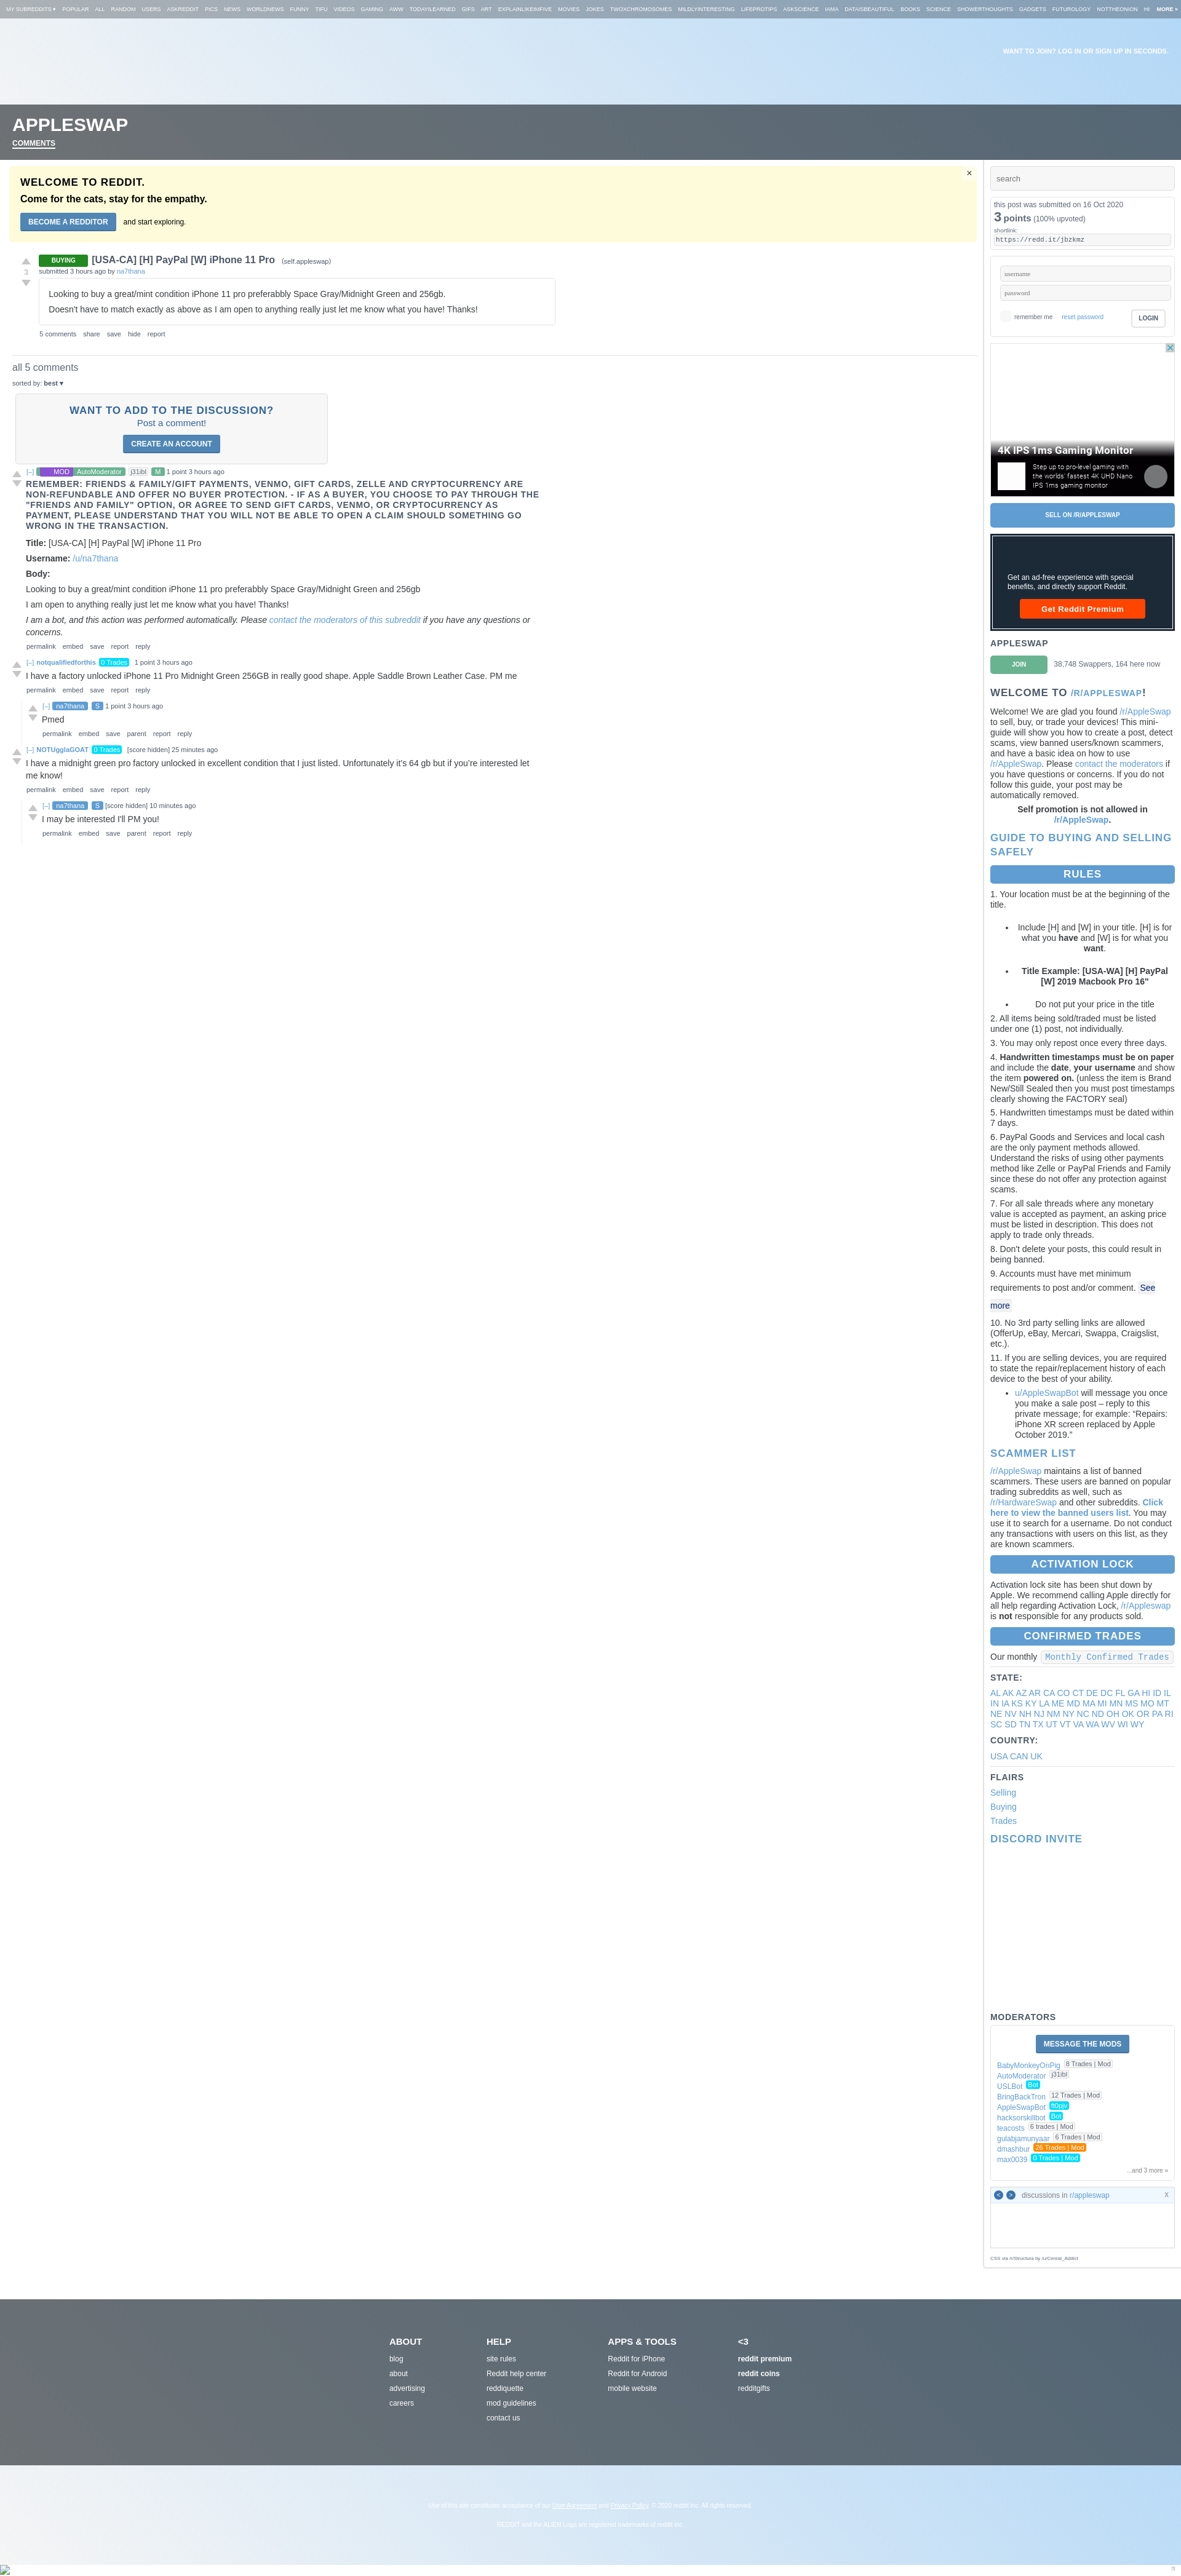 MY SUBREDDITS ▾ POPULAR ALL RANDOM USERS ASKREDDIT PICS NEWS WORLDNEWS FUNNY TIFU VIDEOS GAMING AWW TODAYILEARNED GIFS ART EXPLAINLIKEIMFIVE MOVIES JOKES TWOXCHROMOSOMES MILDLYINTERESTING LIFEPROTIPS ASKSCIENCE IAMA DATAISBEAUTIFUL BOOKS SCIENCE SHOWERTHOUGHTS GADGETS FUTUROLOGY NOTTHEONION HI MORE »
WANT TO JOIN? LOG IN OR SIGN UP IN SECONDS.
APPLESWAP
COMMENTS
WELCOME TO REDDIT.
Come for the cats, stay for the empathy.
BECOME A REDDITOR and start exploring.
×
3
BUYING [USA-CA] [H] PayPal [W] iPhone 11 Pro (self.appleswap)
submitted 3 hours ago by na7thana
Looking to buy a great/mint condition iPhone 11 pro preferabbly Space Gray/Midnight Green and 256gb.
Doesn't have to match exactly as above as I am open to anything really just let me know what you have! Thanks!
5 comments share save hide report
all 5 comments
sorted by: best ▾
WANT TO ADD TO THE DISCUSSION?
Post a comment!
CREATE AN ACCOUNT
[–] MOD AutoModerator j31ibl M 1 point 3 hours ago
REMEMBER: FRIENDS & FAMILY/GIFT PAYMENTS, VENMO, GIFT CARDS, ZELLE AND CRYPTOCURRENCY ARE
NON-REFUNDABLE AND OFFER NO BUYER PROTECTION. - IF AS A BUYER, YOU CHOOSE TO PAY THROUGH THE
"FRIENDS AND FAMILY" OPTION, OR AGREE TO SEND GIFT CARDS, VENMO, OR CRYPTOCURRENCY AS
PAYMENT, PLEASE UNDERSTAND THAT YOU WILL NOT BE ABLE TO OPEN A CLAIM SHOULD SOMETHING GO
WRONG IN THE TRANSACTION.
Title: [USA-CA] [H] PayPal [W] iPhone 11 Pro
Username: /u/na7thana
Body:
Looking to buy a great/mint condition iPhone 11 pro preferabbly Space Gray/Midnight Green and 256gb
I am open to anything really just let me know what you have! Thanks!
I am a bot, and this action was performed automatically. Please contact the moderators of this subreddit if you have any questions or
concerns.
permalink embed save report reply
[–] notqualifiedforthis 0 Trades 1 point 3 hours ago
I have a factory unlocked iPhone 11 Pro Midnight Green 256GB in really good shape. Apple Saddle Brown Leather Case. PM me
permalink embed save report reply
[–] na7thana S 1 point 3 hours ago
Pmed
permalink embed save parent report reply
[–] NOTUgglaGOAT 0 Trades [score hidden] 25 minutes ago
I have a midnight green pro factory unlocked in excellent condition that I just listed. Unfortunately it's 64 gb but if you're interested let
me know!
permalink embed save report reply
[–] na7thana S [score hidden] 10 minutes ago
I may be interested I'll PM you!
permalink embed save parent report reply
search
this post was submitted on 16 Oct 2020
3 points (100% upvoted)
shortlink:
https://redd.it/jbzkmz
username
password
remember me reset password LOGIN
4K IPS 1ms Gaming Monitor
Step up to pro-level gaming with
the worlds' fastest 4K UHD Nano
IPS 1ms gaming monitor
SELL ON /R/APPLESWAP
Get an ad-free experience with special
benefits, and directly support Reddit.
Get Reddit Premium
APPLESWAP
JOIN 38,748 Swappers, 164 here now
WELCOME TO /R/APPLESWAP!
Welcome! We are glad you found /r/AppleSwap
to sell, buy, or trade your devices! This mini-
guide will show you how to create a post, detect
scams, view banned users/known scammers,
and have a basic idea on how to use
/r/AppleSwap. Please contact the moderators if
you have questions or concerns. If you do not
follow this guide, your post may be
automatically removed.
Self promotion is not allowed in
/r/AppleSwap.
GUIDE TO BUYING AND SELLING
SAFELY
RULES
1. Your location must be at the beginning of the
title.
• Include [H] and [W] in your title. [H] is for
what you have and [W] is for what you
want.
• Title Example: [USA-WA] [H] PayPal
[W] 2019 Macbook Pro 16"
• Do not put your price in the title
2. All items being sold/traded must be listed
under one (1) post, not individually.
3. You may only repost once every three days.
4. Handwritten timestamps must be on paper
and include the date, your username and show
the item powered on. (unless the item is Brand
New/Still Sealed then you must post timestamps
clearly showing the FACTORY seal)
5. Handwritten timestamps must be dated within
7 days.
6. PayPal Goods and Services and local cash
are the only payment methods allowed.
Understand the risks of using other payments
method like Zelle or PayPal Friends and Family
since these do not offer any protection against
scams.
7. For all sale threads where any monetary
value is accepted as payment, an asking price
must be listed in description. This does not
apply to trade only threads.
8. Don't delete your posts, this could result in
being banned.
9. Accounts must have met minimum
requirements to post and/or comment. See
more
10. No 3rd party selling links are allowed
(OfferUp, eBay, Mercari, Swappa, Craigslist,
etc.).
11. If you are selling devices, you are required
to state the repair/replacement history of each
device to the best of your ability.
• u/AppleSwapBot will message you once
you make a sale post – reply to this
private message; for example: “Repairs:
iPhone XR screen replaced by Apple
October 2019.”
SCAMMER LIST
/r/AppleSwap maintains a list of banned
scammers. These users are banned on popular
trading subreddits as well, such as
/r/HardwareSwap and other subreddits. Click
here to view the banned users list. You may
use it to search for a username. Do not conduct
any transactions with users on this list, as they
are known scammers.
ACTIVATION LOCK
Activation lock site has been shut down by
Apple. We recommend calling Apple directly for
all help regarding Activation Lock, /r/Appleswap
is not responsible for any products sold.
CONFIRMED TRADES
Our monthly Monthly Confirmed Trades
STATE:
AL AK AZ AR CA CO CT DE DC FL GA HI ID IL
IN IA KS KY LA ME MD MA MI MN MS MO MT
NE NV NH NJ NM NY NC ND OH OK OR PA RI
SC SD TN TX UT VT VA WA WV WI WY
COUNTRY:
USA CAN UK
FLAIRS
Selling
Buying
Trades
DISCORD INVITE
MODERATORS
MESSAGE THE MODS
BabyMonkeyOnPig 8 Trades | Mod
AutoModerator j31ibl
USLBot Bot
BringBackTron 12 Trades | Mod
AppleSwapBot ft0pjv
hacksorskillbot Bot
teacosts 6 trades | Mod
gulabjamunyaar 6 Trades | Mod
dmashbur 26 Trades | Mod
max0039 0 Trades | Mod
...and 3 more »
< > discussions in r/appleswap X
CSS via /r/Structura by /u/Cereal_Addict
ABOUT
blog
about
advertising
careers
HELP
site rules
Reddit help center
reddiquette
mod guidelines
contact us
APPS & TOOLS
Reddit for iPhone
Reddit for Android
mobile website
<3
reddit premium
reddit coins
redditgifts
Use of this site constitutes acceptance of our User Agreement and Privacy Policy. © 2020 reddit inc. All rights reserved.
REDDIT and the ALIEN Logo are registered trademarks of reddit inc.
π